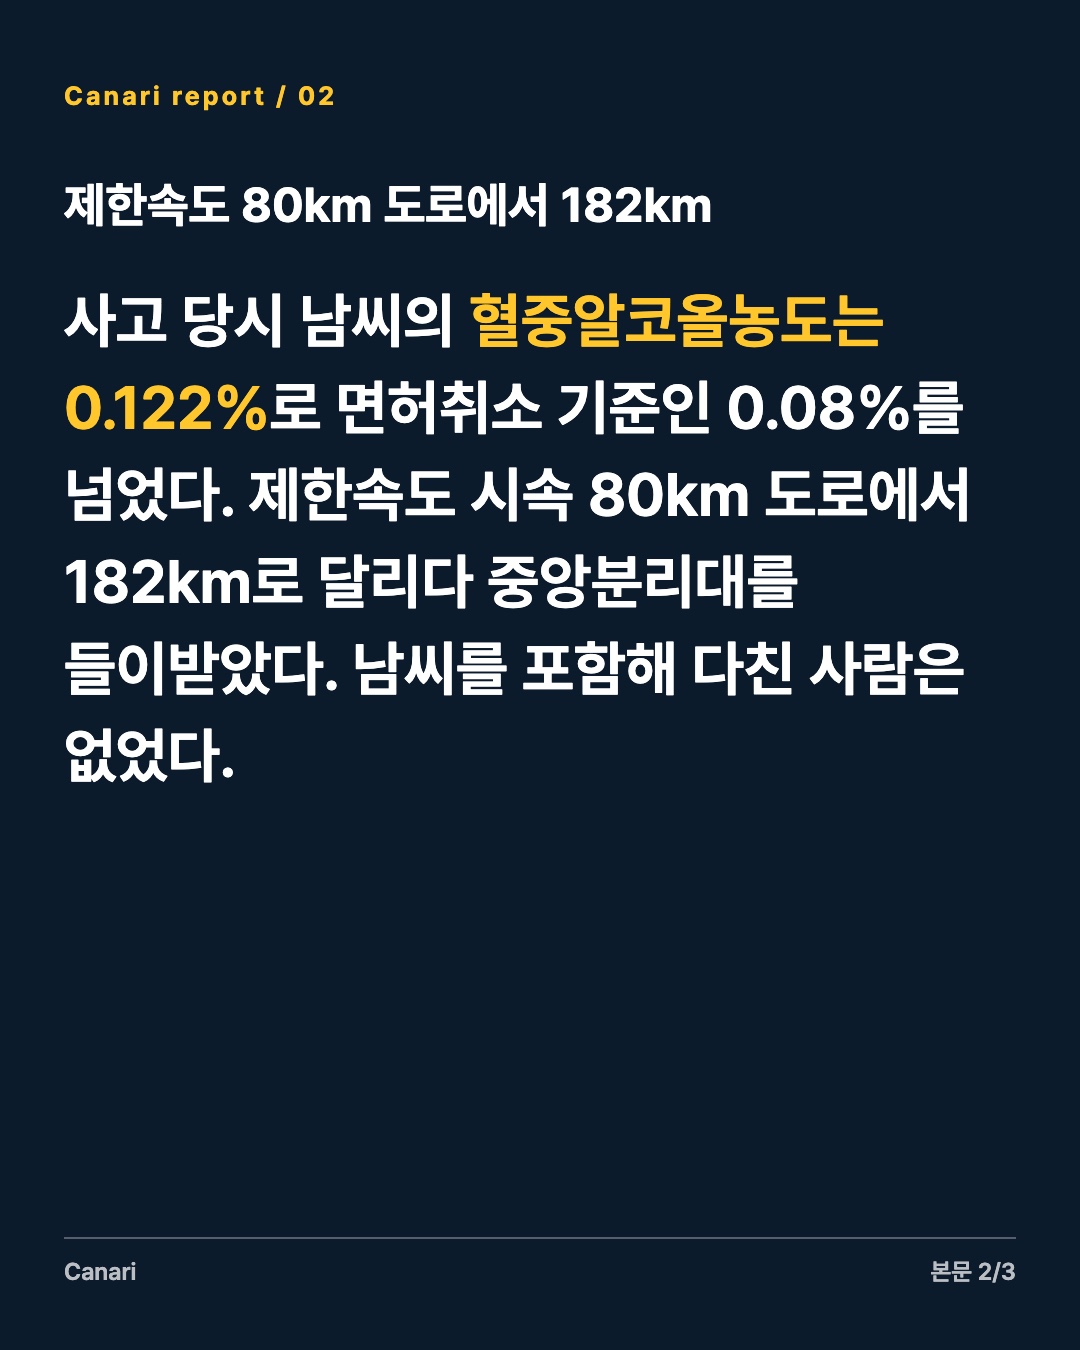 Canari report / 02
제한속도 80km 도로에서 182km
사고 당시 남씨의 혈중알코올농도는
0.122%로 면허취소 기준인 0.08%를
넘었다. 제한속도 시속 80km 도로에서
182km로 달리다 중앙분리대를
들이받았다. 남씨를 포함해 다친 사람은
없었다.
Canari
본문 2/3